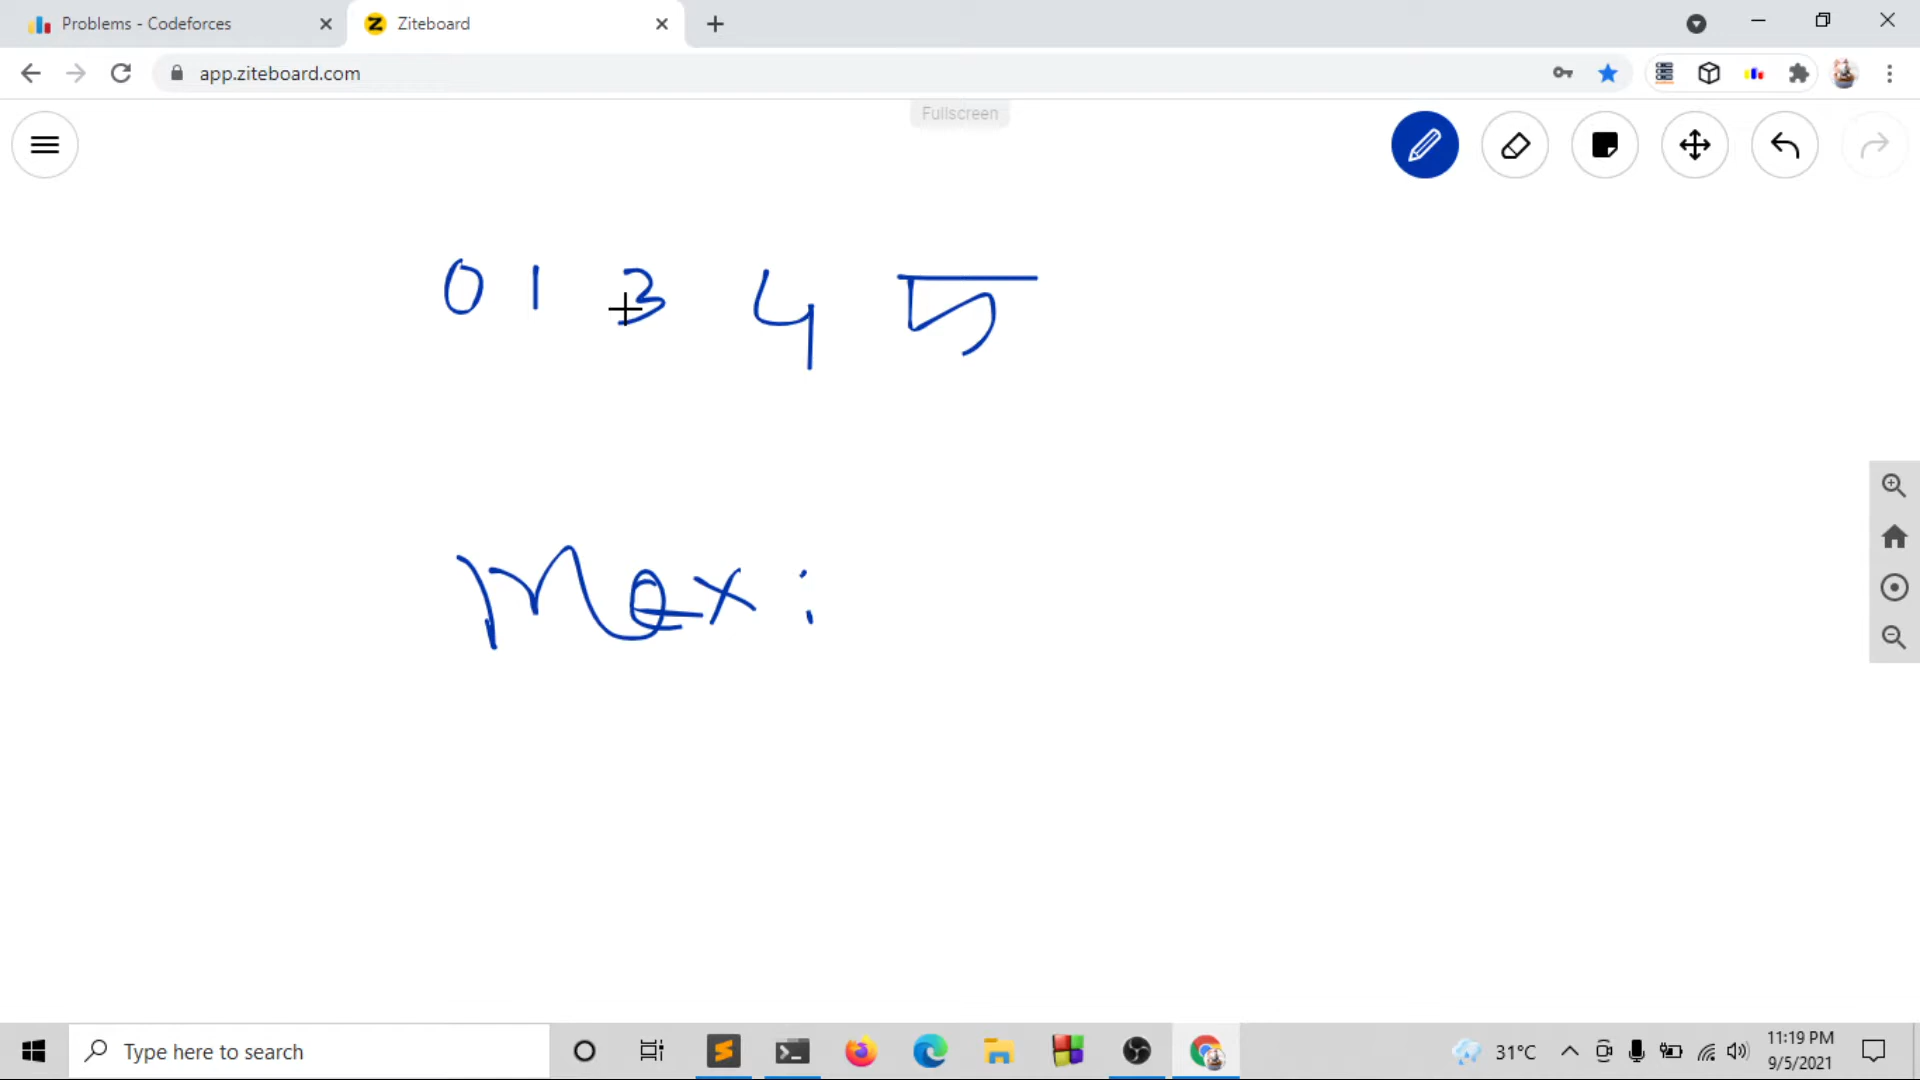 Problems - Codeforces
Ziteboard
app.ziteboard.com
Fullscreen
0 1 3 4 5
Mex :
Type here to search
31°C
11:19 PM
9/5/2021